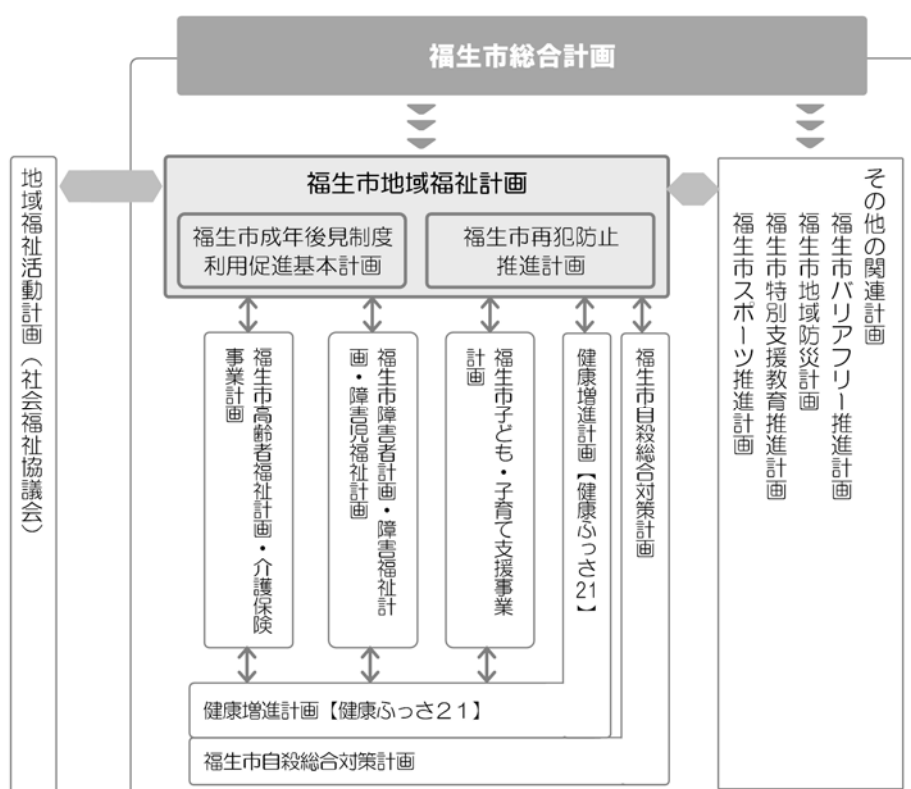 福生市総合計画
地域福祉活動計画（社会福祉協議会）
福生市地域福祉計画
福生市成年後見制度
利用促進基本計画
福生市再犯防止
推進計画
その他の関連計画
福生市バリアフリー推進計画
福生市地域防災計画
福生市特別支援教育推進計画
福生市スポーツ推進計画
福生市高齢者福祉計画・介護保険
事業計画
福生市障害者計画・障害福祉計
画・障害児福祉計画
福生市子ども・子育て支援事業
計画
健康増進計画【健康ふっさ21】
福生市自殺総合対策計画
健康増進計画【健康ふっさ２１】
福生市自殺総合対策計画